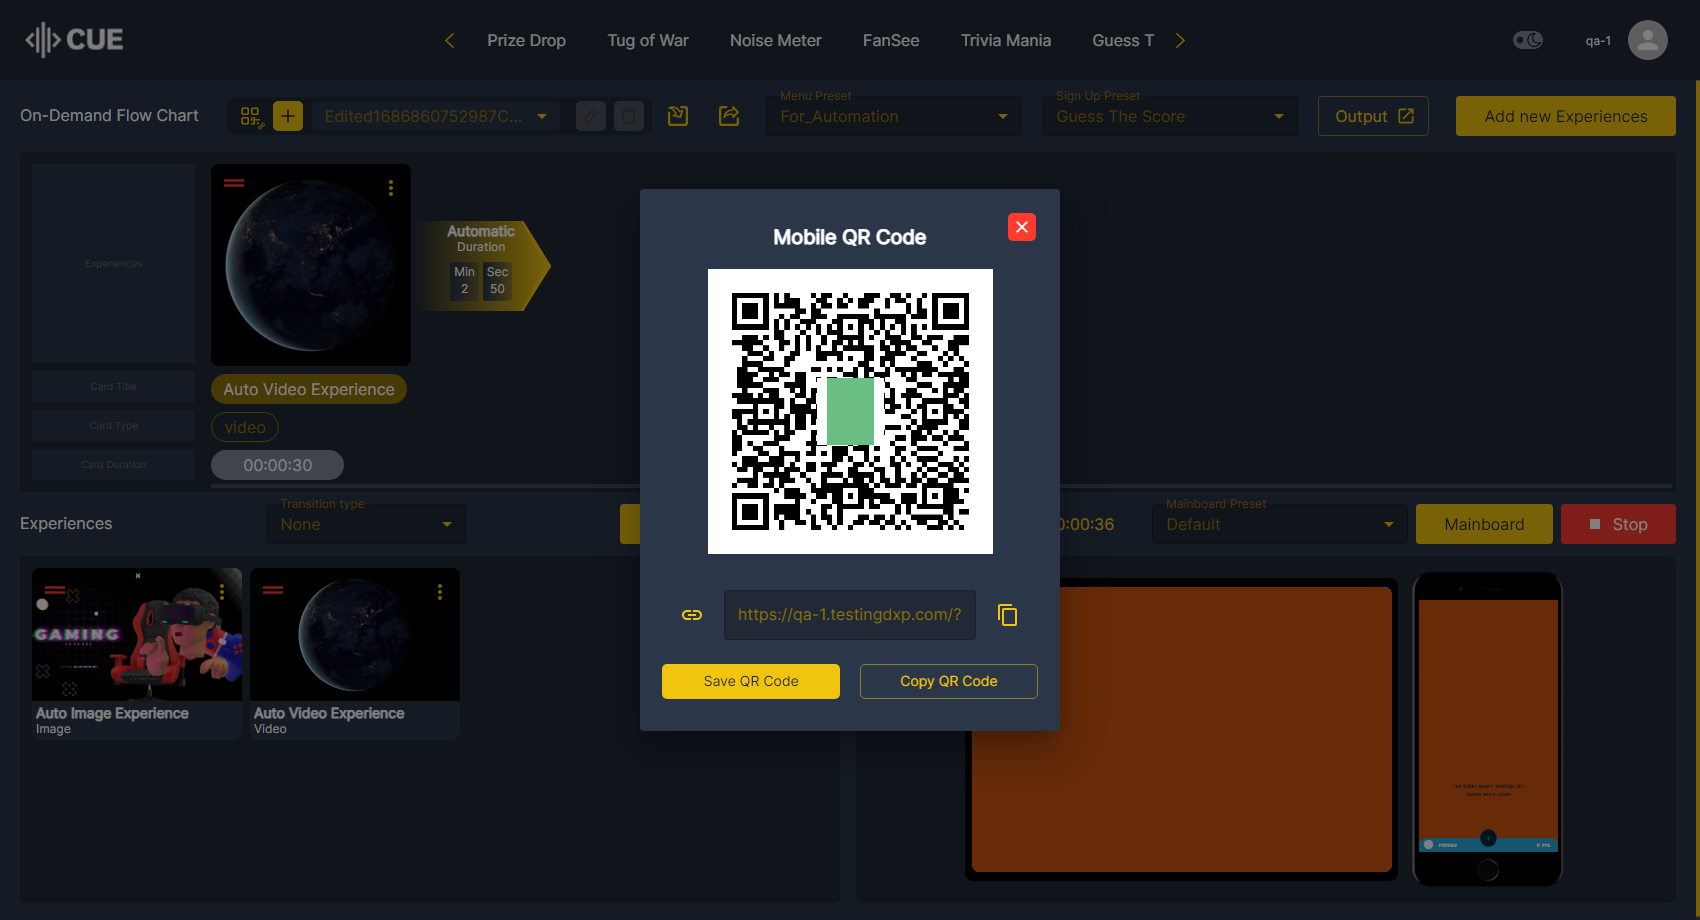 CUE
Prize Drop
Tug of War
Noise Meter
FanSee
Trivia Mania
Guess T
qa-1
On-Demand Flow Chart
Edited1686860752987C...
Menu Preset
For_Automation
Sign Up Preset
Guess The Score
Output
Add new Experiences
Experiences
Automatic
Duration
Min
Sec
2
50
Card Title
Auto Video Experience
Card Type
video
Card Duration
00:00:30
Mobile QR Code
https://qa-1.testingdxp.com/?
Save QR Code
Copy QR Code
Experiences
Transition type
None
0:00:36
Mainboard Preset
Default
Mainboard
Stop
GAMING
Auto Image Experience
Image
Auto Video Experience
Video
PREVIEW
0 PTS.